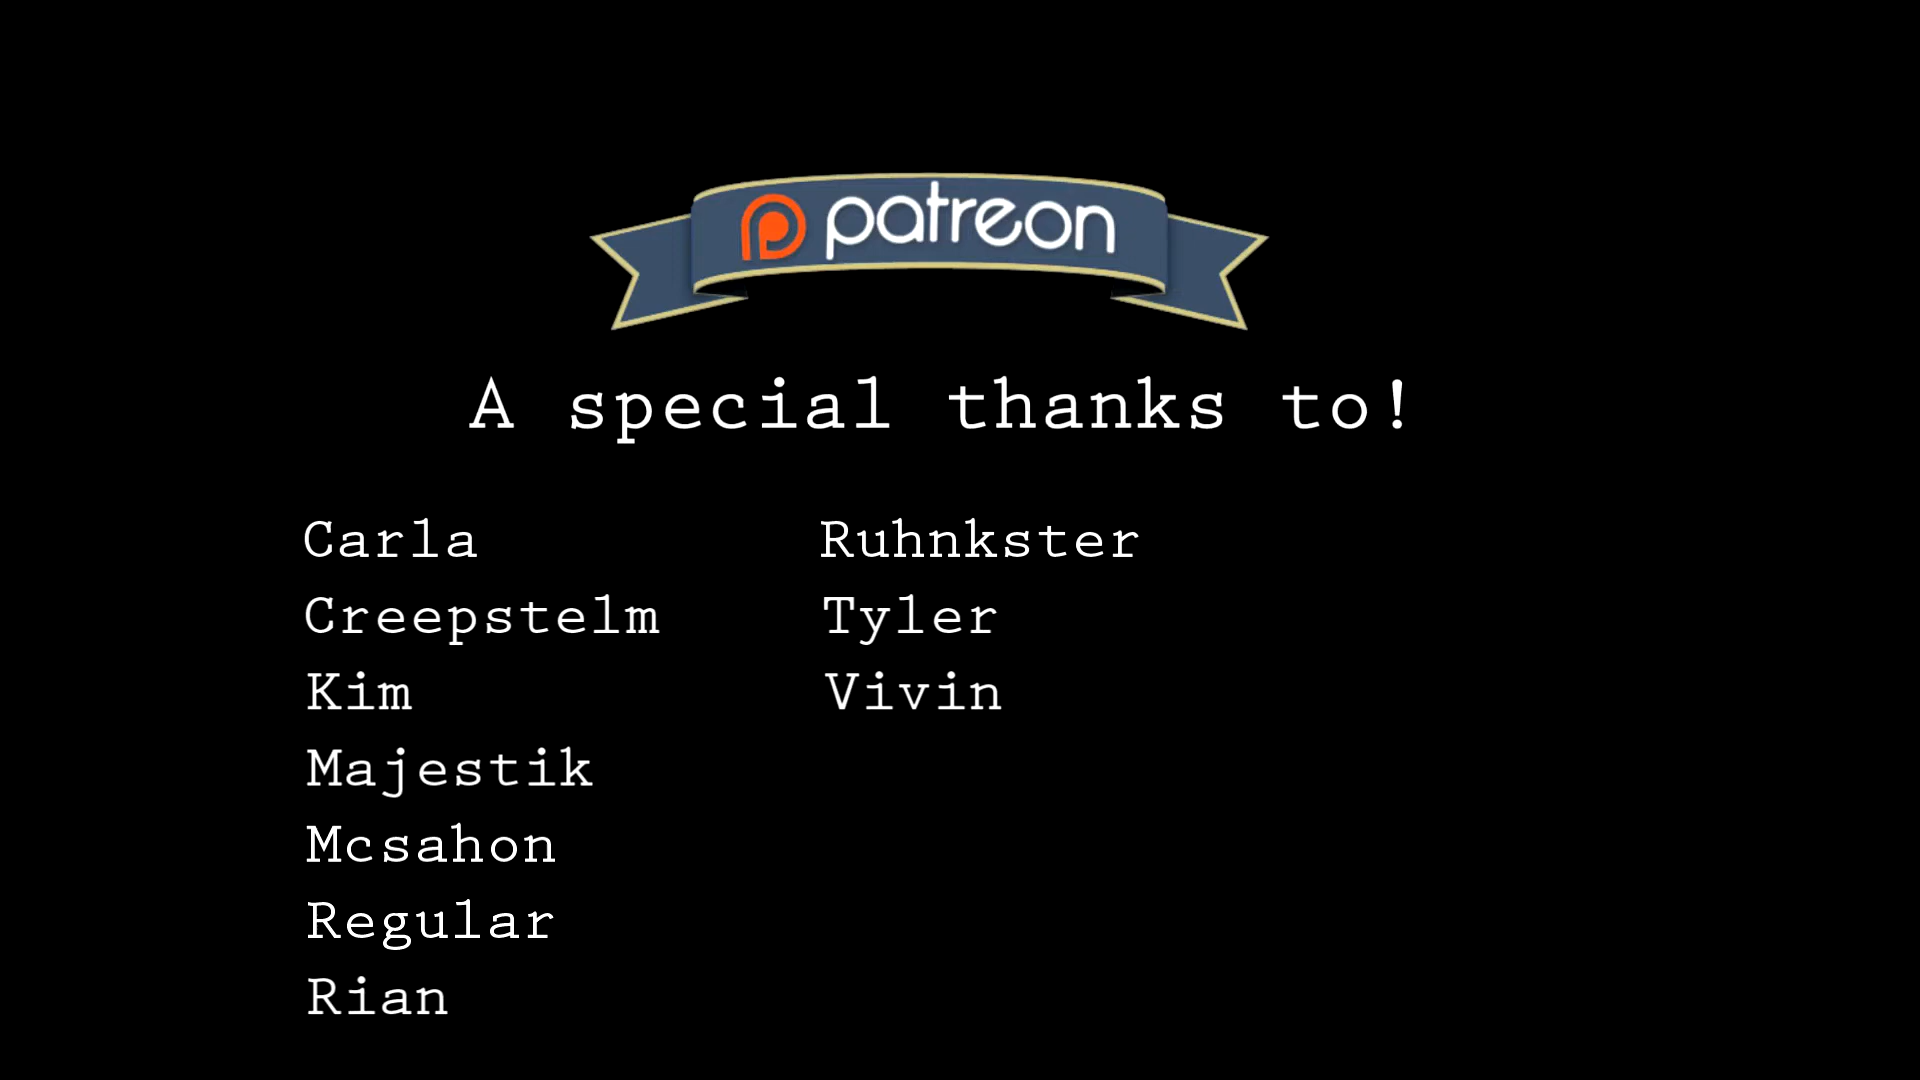 patreon
A special thanks to!
Carla
Creepstelm
Kim
Majestik
Mcsahon
Regular
Rian
Ruhnkster
Tyler
Vivin